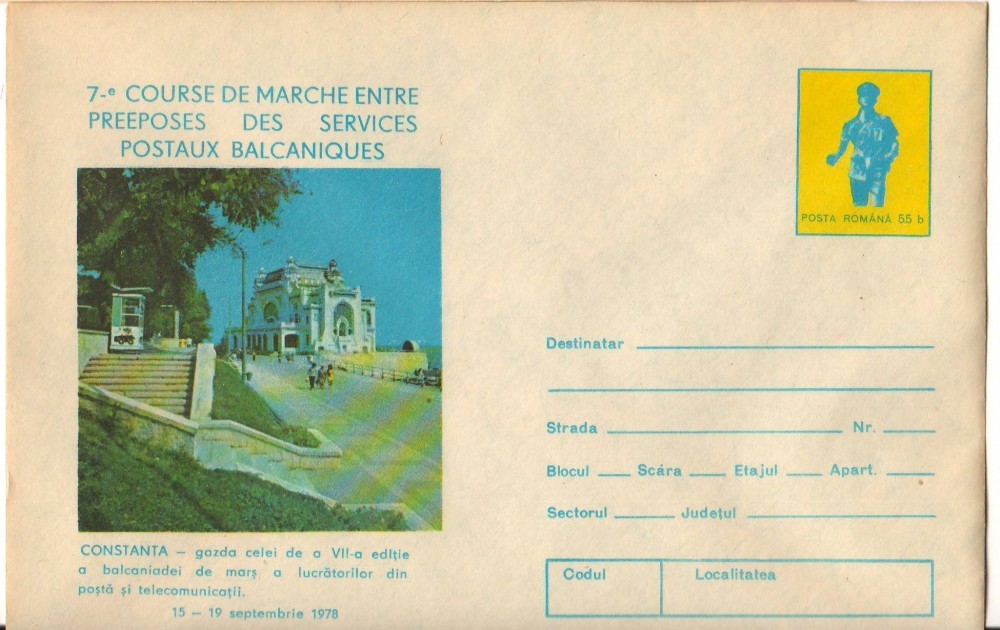 7-e COURSE DE MARCHE ENTRE
PREEPOSES DES SERVICES
POSTAUX BALCANIQUES
CONSTANTA – gazda celei de a VII-a ediție
a balcaniadei de marș a lucrătorilor din
poștă și telecomunicații.
15 – 19 septembrie 1978
POSTA ROMÂNĂ 55 b
Destinatar
Strada Nr.
Blocul Scára Etajul Apart.
Sectorul Județul
Codul Localitatea